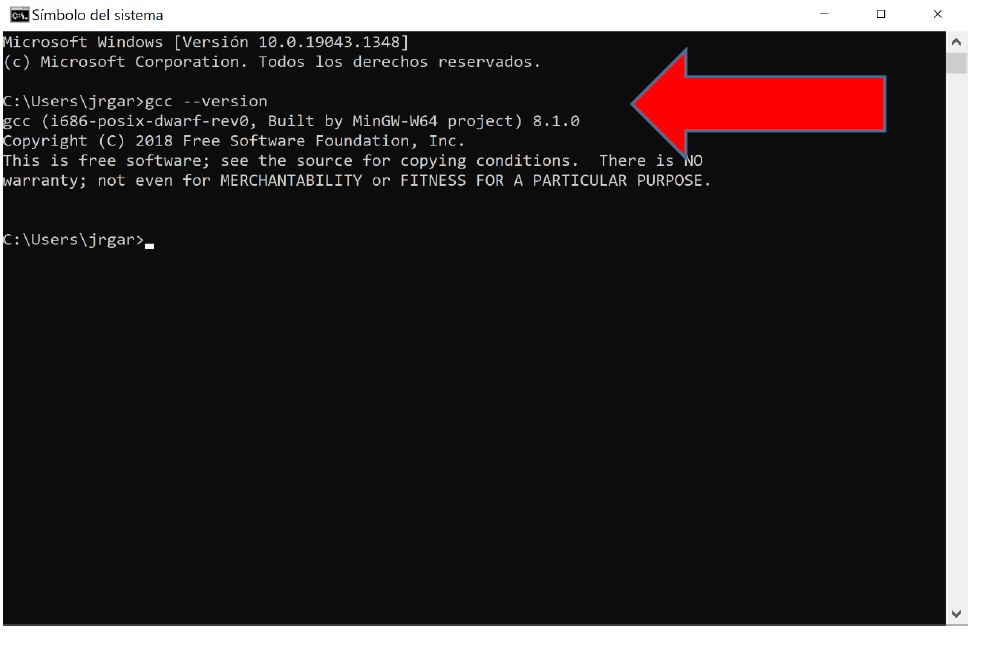 Símbolo del sistema
Microsoft Windows [Versión 10.0.19043.1348]
(c) Microsoft Corporation. Todos los derechos reservados.
C:\Users\jrgar>gcc --version
gcc (i686-posix-dwarf-rev0, Built by MinGW-W64 project) 8.1.0
Copyright (C) 2018 Free Software Foundation, Inc.
This is free software; see the source for copying conditions.  There is NO
warranty; not even for MERCHANTABILITY or FITNESS FOR A PARTICULAR PURPOSE.
C:\Users\jrgar>